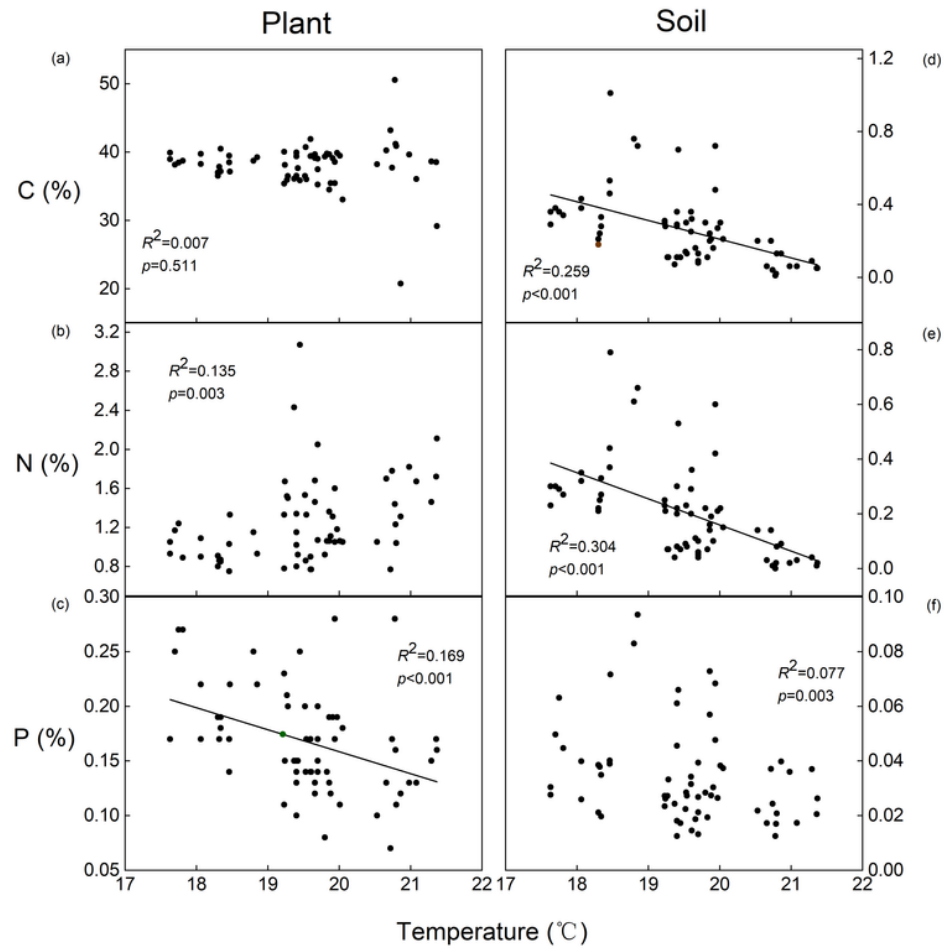 Plant
Soil
(a)
C (%)
50
40
30
20
R²=0.007
p=0.511
(d)
1.2
0.8
0.4
0.0
R²=0.259
p<0.001
(b)
N (%)
3.2
2.8
2.4
2.0
1.6
1.2
0.8
R²=0.135
p=0.003
(e)
0.8
0.6
0.4
0.2
0.0
R²=0.304
p<0.001
(c)
P (%)
0.30
0.25
0.20
0.15
0.10
0.05
R²=0.169
p<0.001
(f)
0.10
0.08
0.06
0.04
0.02
0.00
R²=0.077
p=0.003
17 18 19 20 21 22
17 18 19 20 21 22
Temperature (℃)